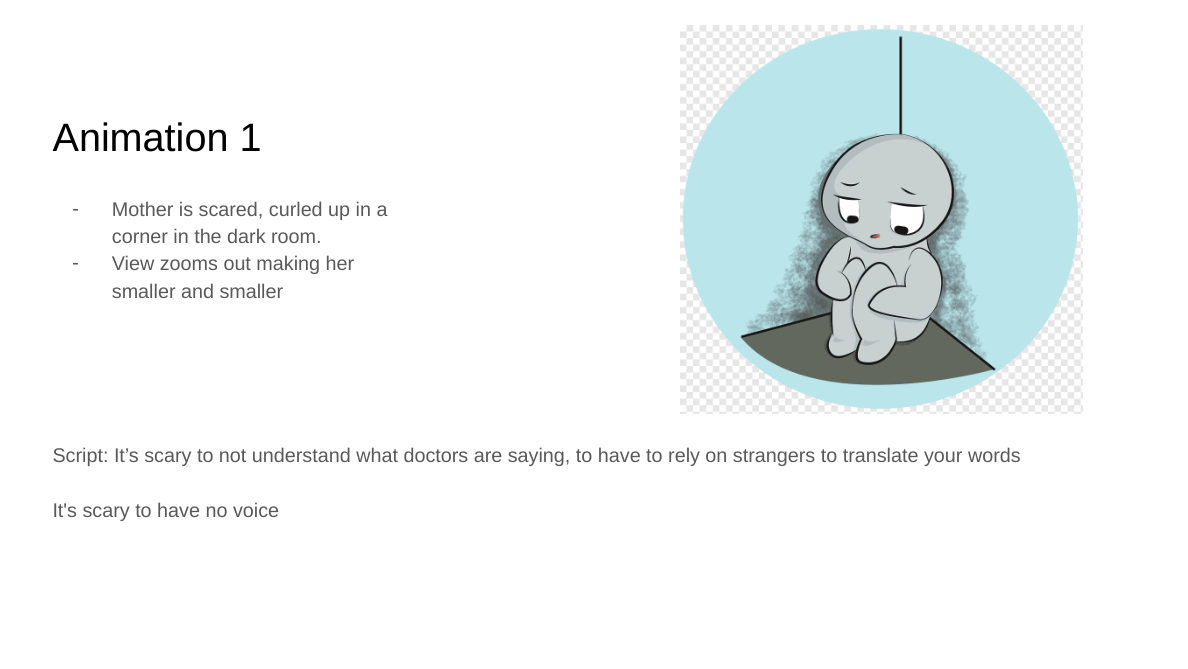 Animation 1
- Mother is scared, curled up in a
corner in the dark room.
- View zooms out making her
smaller and smaller
Script: It’s scary to not understand what doctors are saying, to have to rely on strangers to translate your words
It's scary to have no voice